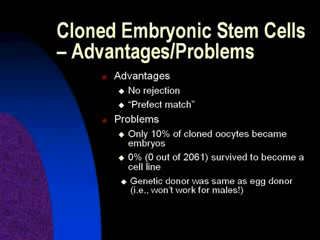 Cloned Embryonic Stem Cells
– Advantages/Problems
Advantages
No rejection
“Prefect match”
Problems
Only 10% of cloned oocytes became
embryos
0% (0 out of 2061) survived to become a
cell line
Genetic donor was same as egg donor
(i.e., won’t work for males!)